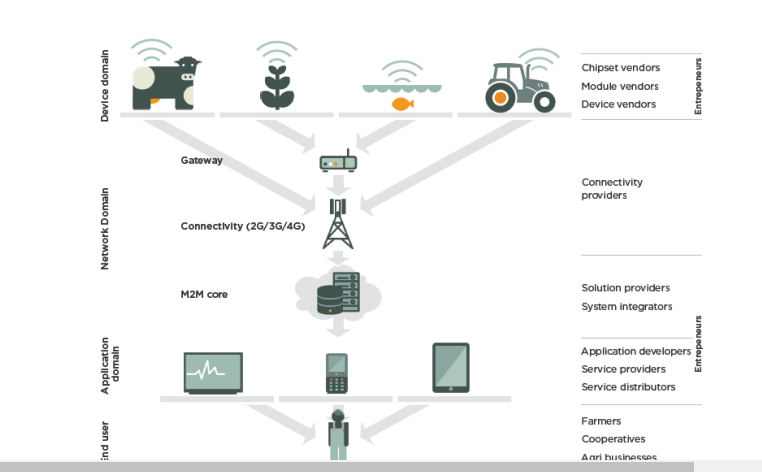 Device domain
Chipset vendors
Module vendors
Device vendors
Entrepeneurs
Gateway
Network Domain
Connectivity (2G/3G/4G)
Connectivity
providers
M2M core
Solution providers
System integrators
Entrepeneurs
Application
domain
Application developers
Service providers
Service distributors
End user
Farmers
Cooperatives
Agri businesses